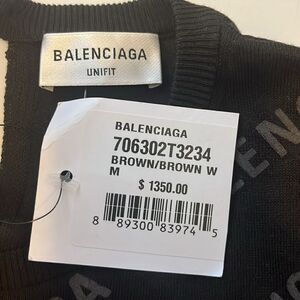 BALENCIAGA
UNIFIT
BALENCIAGA
706302T3234
BROWN/BROWN W
M
$ 1350.00
8 89300 83974 5